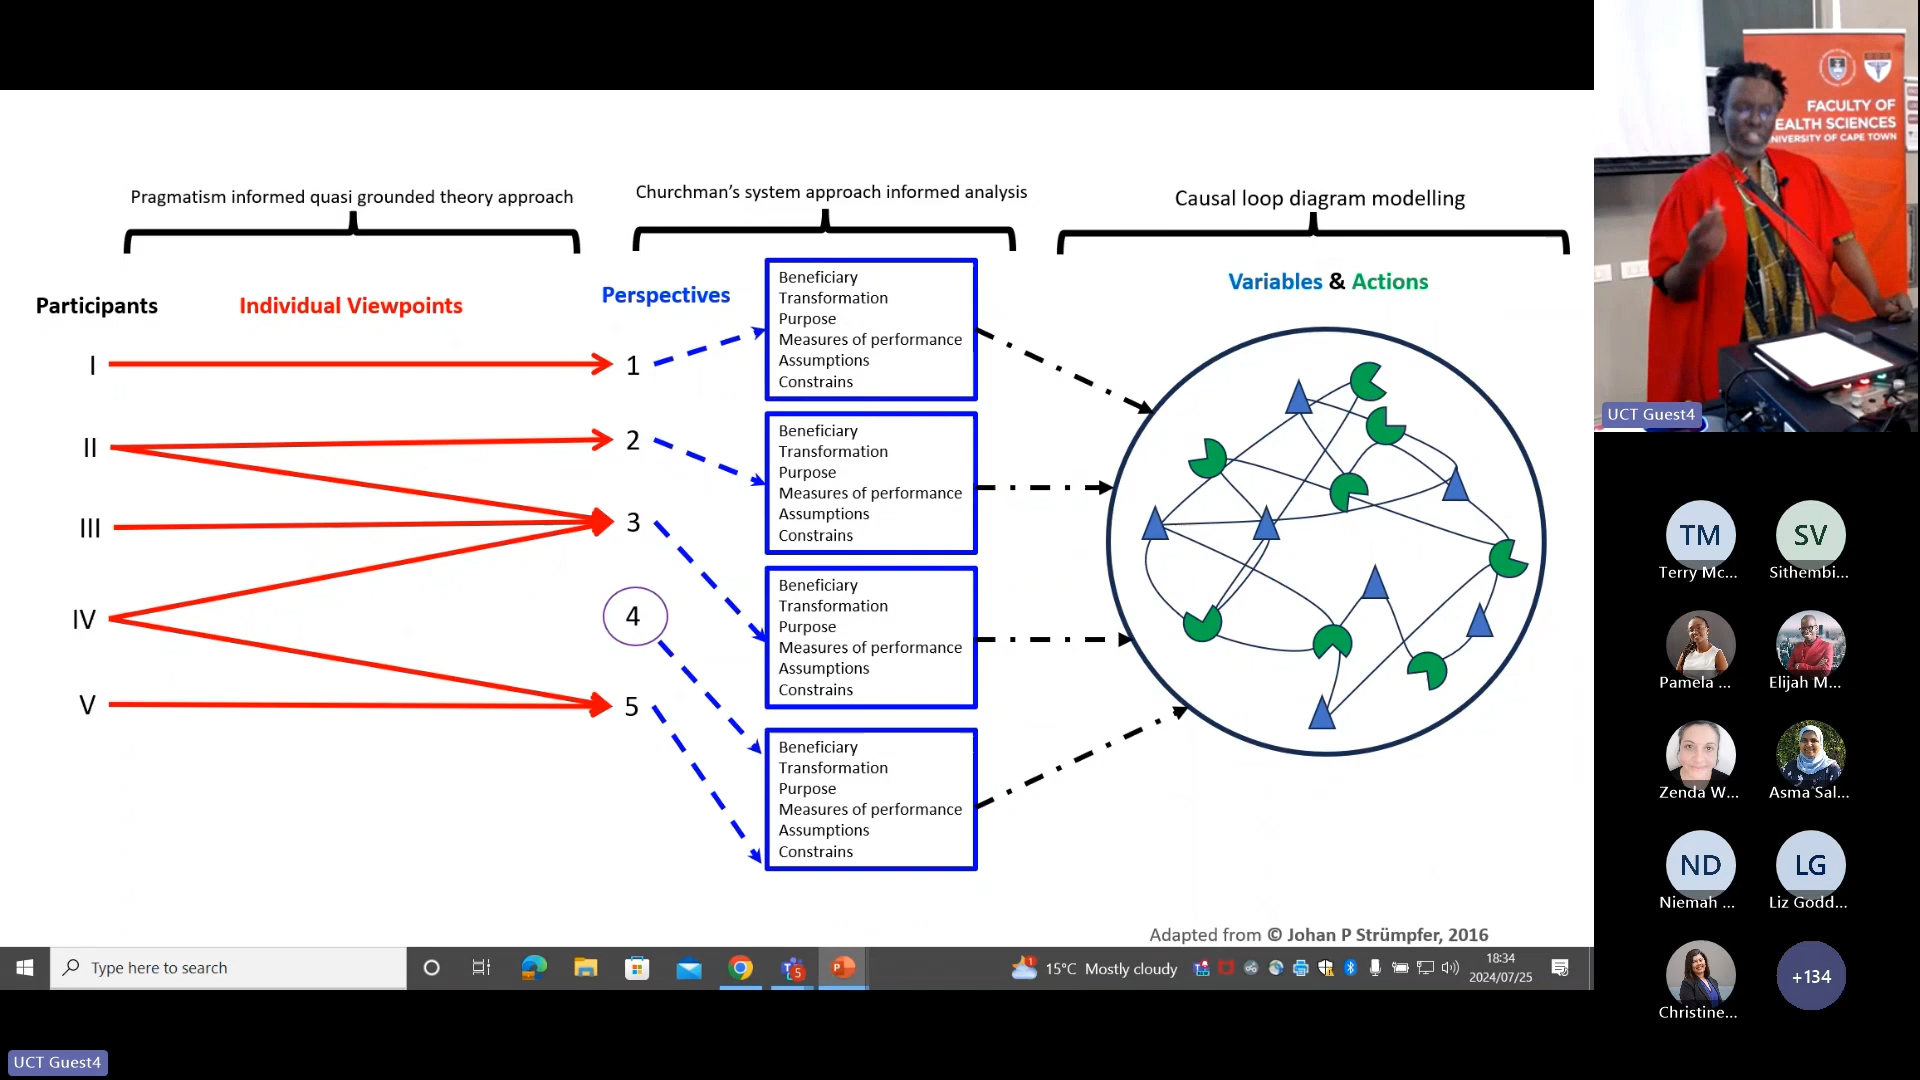 Pragmatism informed quasi grounded theory approach
Churchman's system approach informed analysis
Causal loop diagram modelling
Participants
Individual Viewpoints
Perspectives
Variables & Actions
I
II
III
IV
V
1
2
3
4
5
Beneficiary
Transformation
Purpose
Measures of performance
Assumptions
Constrains
Beneficiary
Transformation
Purpose
Measures of performance
Assumptions
Constrains
Beneficiary
Transformation
Purpose
Measures of performance
Assumptions
Constrains
Beneficiary
Transformation
Purpose
Measures of performance
Assumptions
Constrains
Adapted from © Johan P Strümpfer, 2016
Type here to search
1
5
15°C Mostly cloudy
18:34
2024/07/25
UCT Guest4
FACULTY OF
EALTH SCIENCES
NIVERSITY OF CAPE TOWN
UCT Guest4
TM
SV
Terry Mc...
Sithembi...
Pamela ...
Elijah M...
Zenda W...
Asma Sal...
ND
LG
Niemah ...
Liz Godd...
Christine...
+134